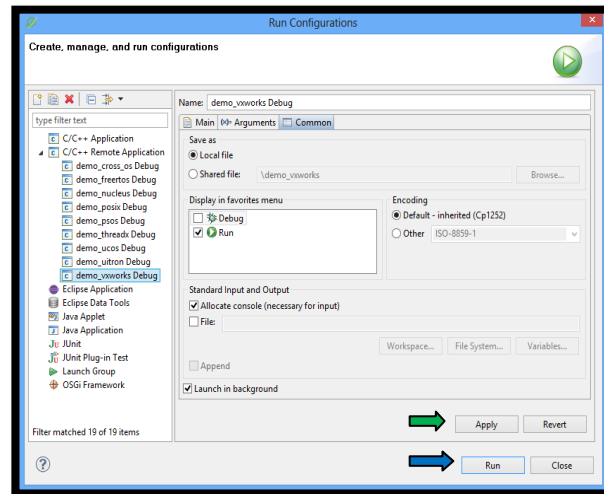 Run Configurations
Create, manage, and run configurations
type filter text
C/C++ Application
C/C++ Remote Application
demo_cross_os Debug
demo_freertos Debug
demo_nucleus Debug
demo_posix Debug
demo_psos Debug
demo_threadx Debug
demo_ucos Debug
demo_uitron Debug
demo_vxworks Debug
Eclipse Application
Eclipse Data Tools
Java Applet
Java Application
Ju JUnit
JUnit Plug-in Test
Launch Group
OSGi Framework
Filter matched 19 of 19 items
Name: demo_vxworks Debug
Main (x)= Arguments Common
Save as
Local file
Shared file: \demo_vxworks Browse...
Display in favorites menu
Debug
Run
Encoding
Default - inherited (Cp1252)
Other ISO-8859-1
Standard Input and Output
Allocate console (necessary for input)
File:
Workspace... File System... Variables...
Append
Launch in background
Apply Revert
Run Close